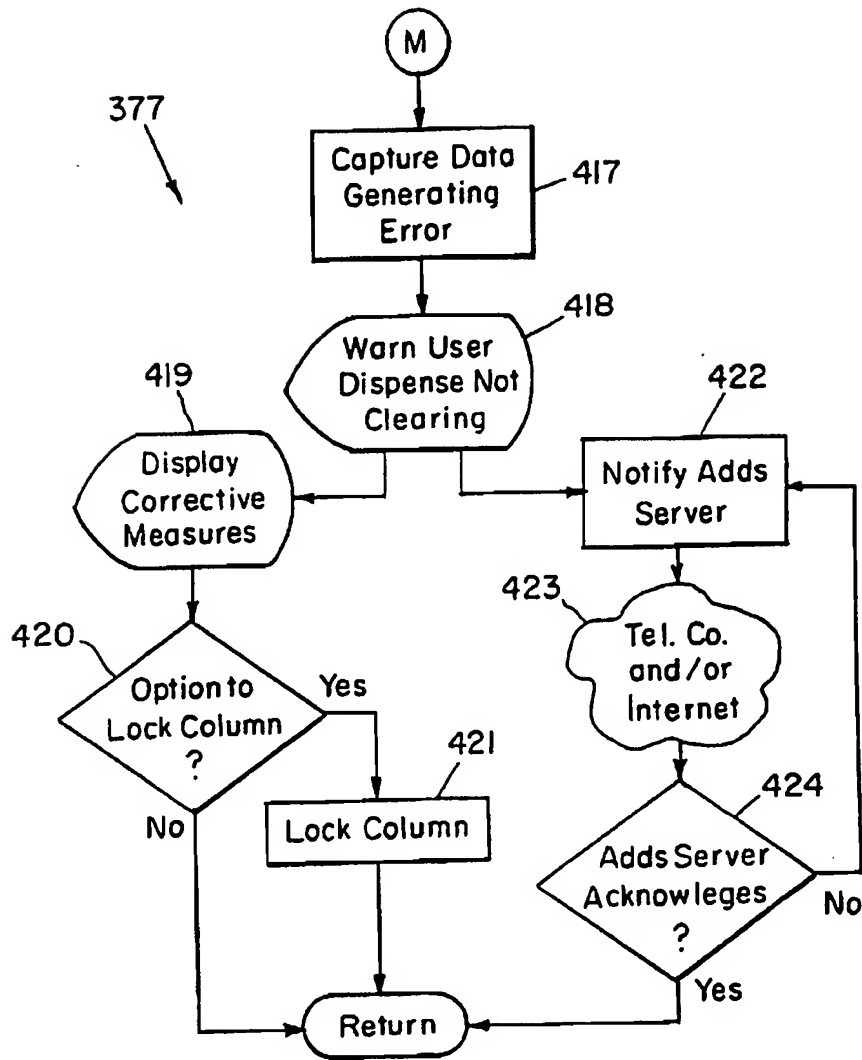 M
377
Capture Data
Generating
Error
417
Warn User
Dispense Not
Clearing
418
419
Display
Corrective
Measures
422
Notify Adds
Server
423
Tel. Co.
and/or
Internet
420
Option to
Lock Column
?
Yes
No
421
Lock Column
424
Adds Server
Acknowleges
?
No
Yes
Return